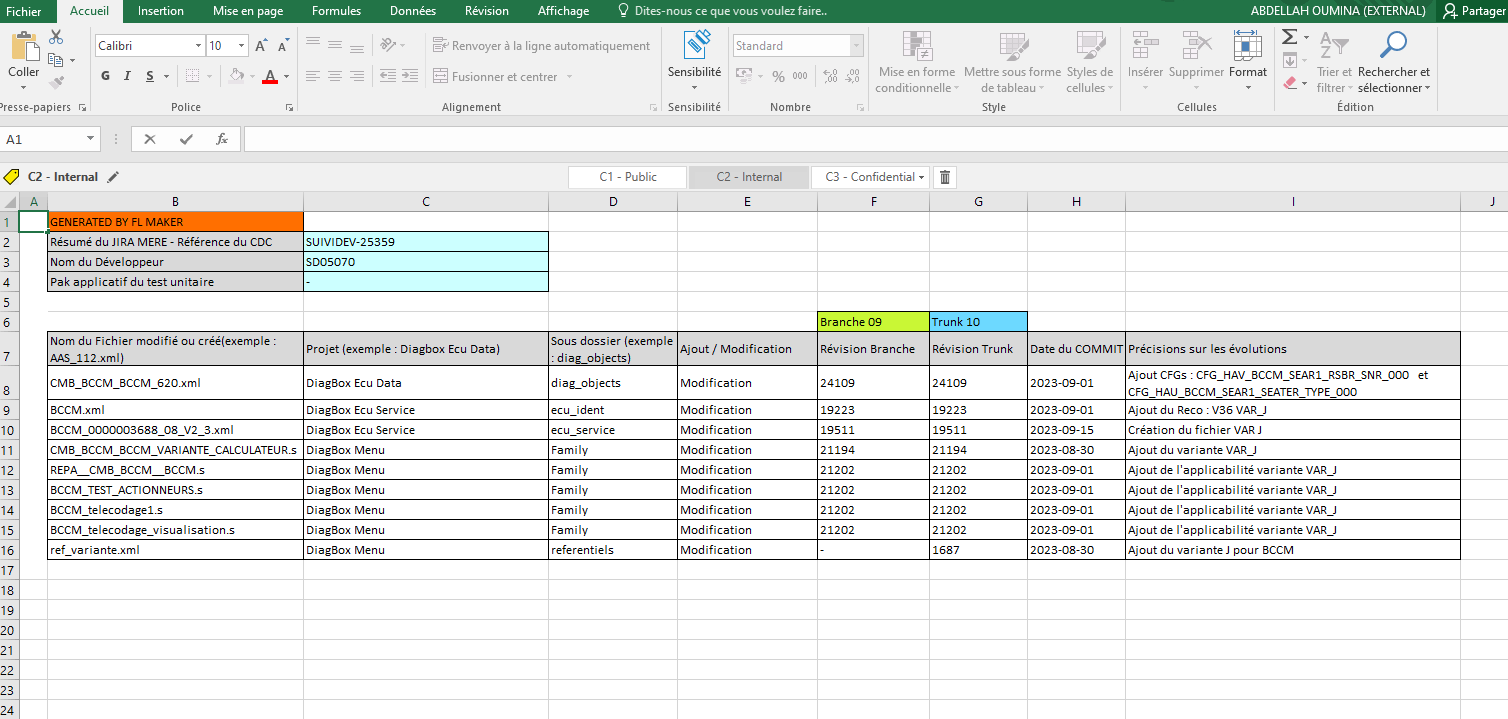 Fichier Accueil Insertion Mise en page Formules Données Révision Affichage Dites-nous ce que vous voulez faire.. ABDELLAH OUMINA (EXTERNAL) Partager
Calibri 10 A A Renvoyer à la ligne automatiquement Standard
Coller G I S A Fusionner et centrer Sensibilité % 000 Mise en forme conditionnelle Mettre sous forme de tableau Styles de cellules Insérer Supprimer Format Trier et filtrer Rechercher et sélectionner
Presse-papiers Police Alignement Sensibilité Nombre Style Cellules Édition
A1 fx
C2 - Internal C1 - Public C2 - Internal C3 - Confidential
A B C D E F G H I J
1 GENERATED BY FL MAKER
2 Résumé du JIRA MERE - Référence du CDC SUIVIDEV-25359
3 Nom du Développeur SD05070
4 Pak applicatif du test unitaire -
5
6 Branche 09 Trunk 10
7 Nom du Fichier modifié ou créé(exemple : AAS_112.xml) Projet (exemple : Diagbox Ecu Data) Sous dossier (exemple : diag_objects) Ajout / Modification Révision Branche Révision Trunk Date du COMMIT Précisions sur les évolutions
8 CMB_BCCM_BCCM_620.xml DiagBox Ecu Data diag_objects Modification 24109 24109 2023-09-01 Ajout CFGs : CFG_HAV_BCCM_SEAR1_RSBR_SNR_000 et CFG_HAU_BCCM_SEAR1_SEATER_TYPE_000
9 BCCM.xml DiagBox Ecu Service ecu_ident Modification 19223 19223 2023-09-01 Ajout du Reco : V36 VAR_J
10 BCCM_0000003688_08_V2_3.xml DiagBox Ecu Service ecu_service Modification 19511 19511 2023-09-15 Création du fichier VAR J
11 CMB_BCCM_BCCM_VARIANTE_CALCULATEUR.s DiagBox Menu Family Modification 21194 21194 2023-08-30 Ajout du variante VAR_J
12 REPA__CMB_BCCM__BCCM.s DiagBox Menu Family Modification 21202 21202 2023-09-01 Ajout de l'applicabilité variante VAR_J
13 BCCM_TEST_ACTIONNEURS.s DiagBox Menu Family Modification 21202 21202 2023-09-01 Ajout de l'applicabilité variante VAR_J
14 BCCM_telecodage1.s DiagBox Menu Family Modification 21202 21202 2023-09-01 Ajout de l'applicabilité variante VAR_J
15 BCCM_telecodage_visualisation.s DiagBox Menu Family Modification 21202 21202 2023-09-01 Ajout de l'applicabilité variante VAR_J
16 ref_variante.xml DiagBox Menu referentiels Modification - 1687 2023-08-30 Ajout du variante J pour BCCM
17
18
19
20
21
22
23
24